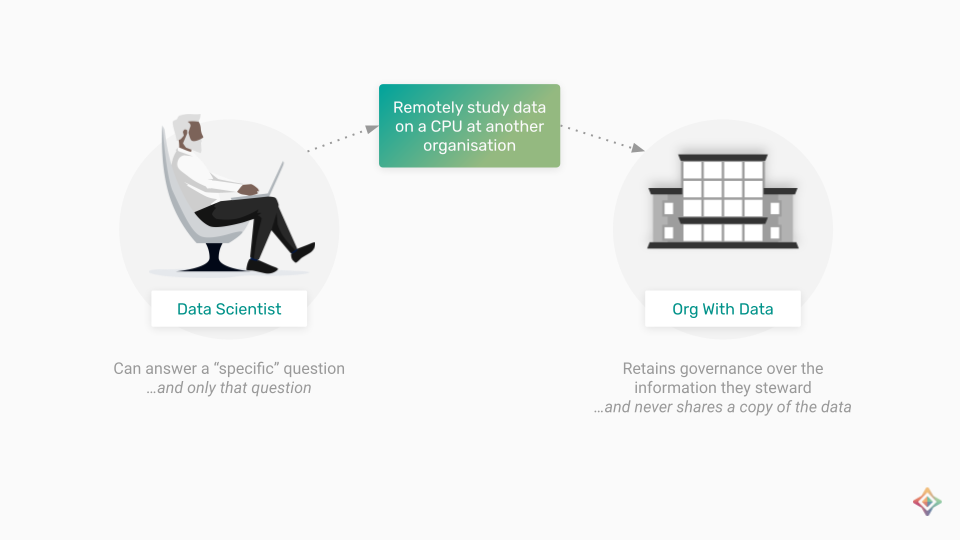 Remotely study data
on a CPU at another
organisation
Data Scientist
Can answer a “specific” question
...and only that question
Org With Data
Retains governance over the
information they steward
...and never shares a copy of the data